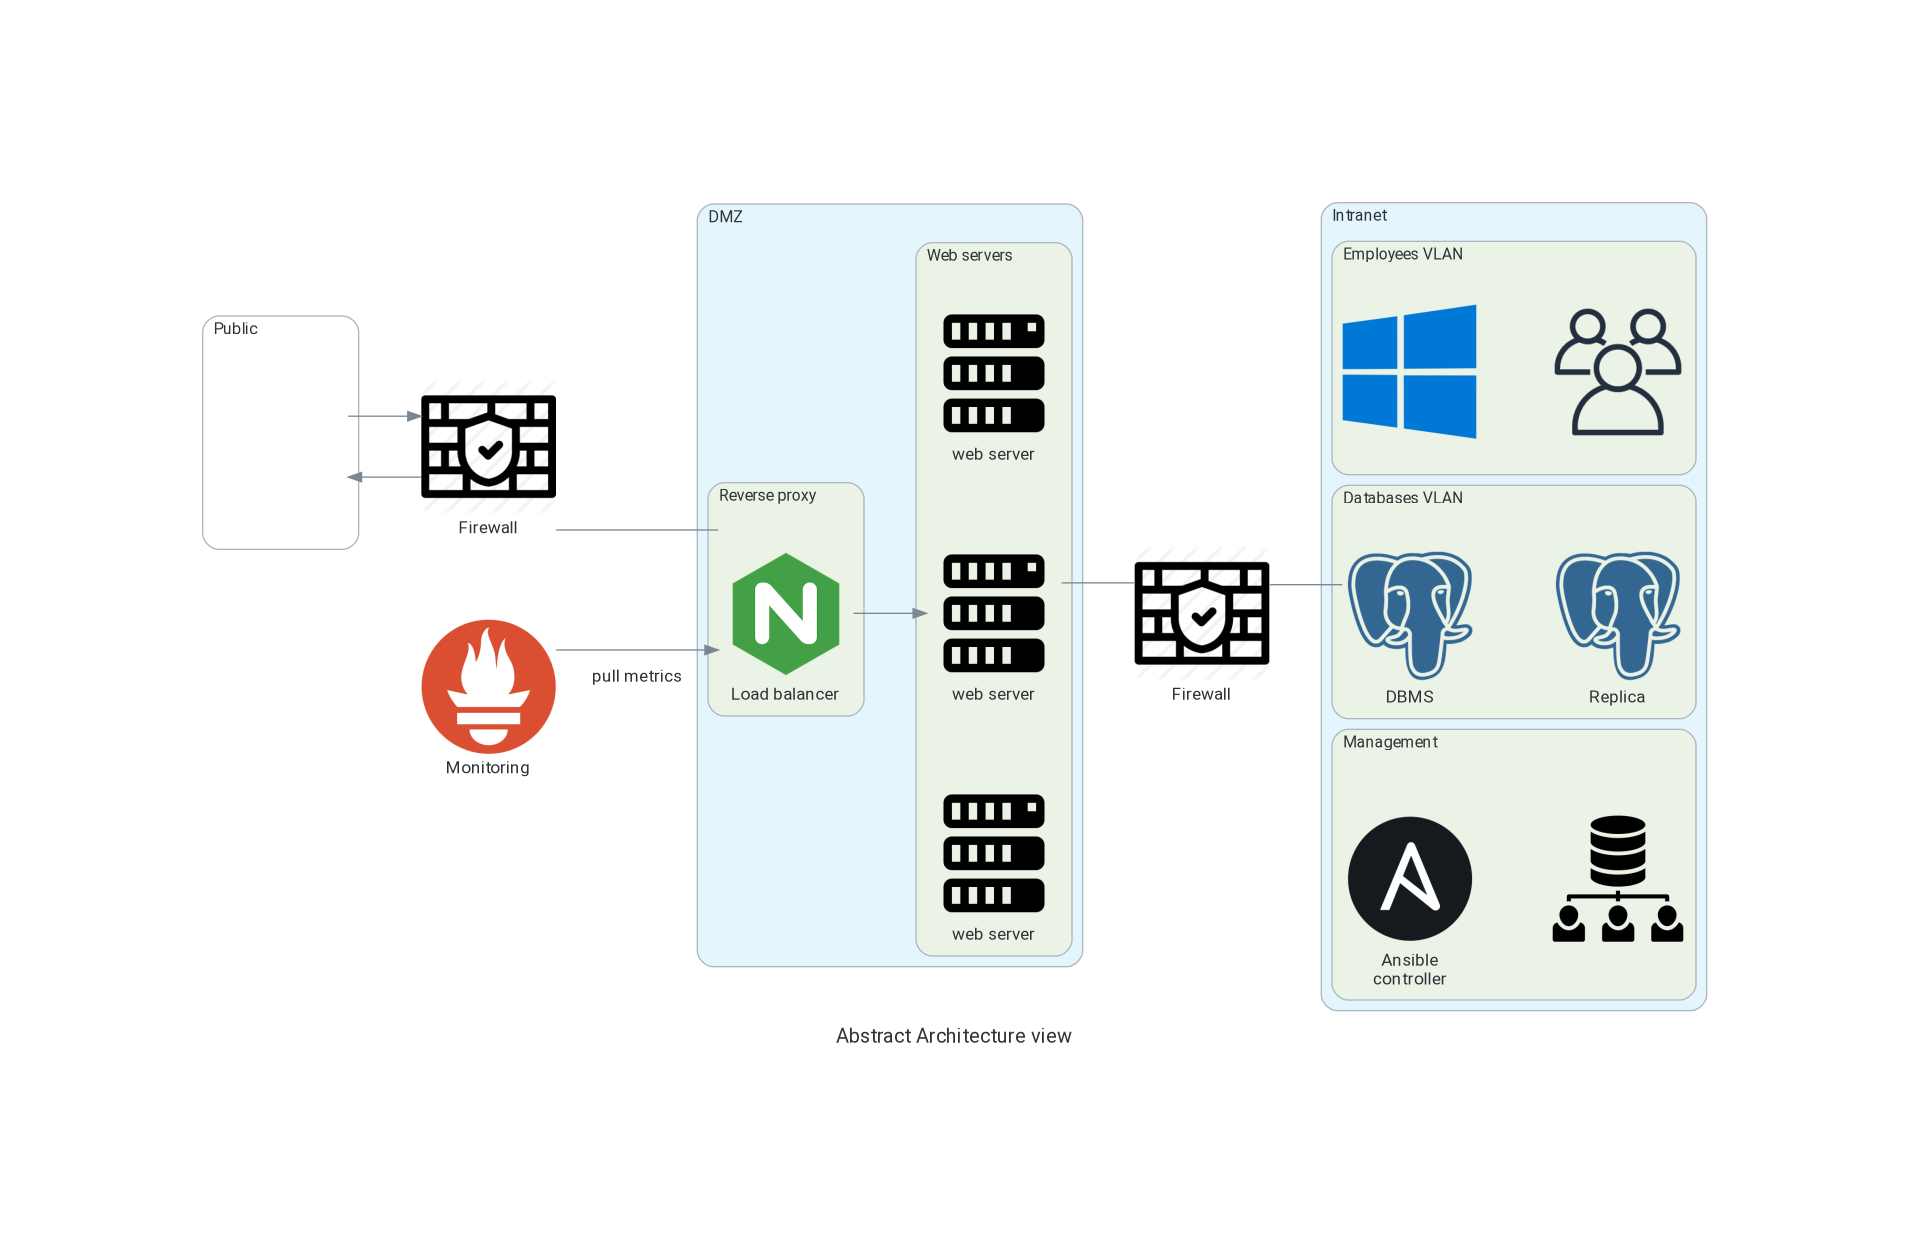 Public
Firewall
Monitoring
pull metrics
DMZ
Reverse proxy
Load balancer
Web servers
web server
web server
web server
Firewall
Intranet
Employees VLAN
Databases VLAN
DBMS
Replica
Management
Ansible
controller
Abstract Architecture view